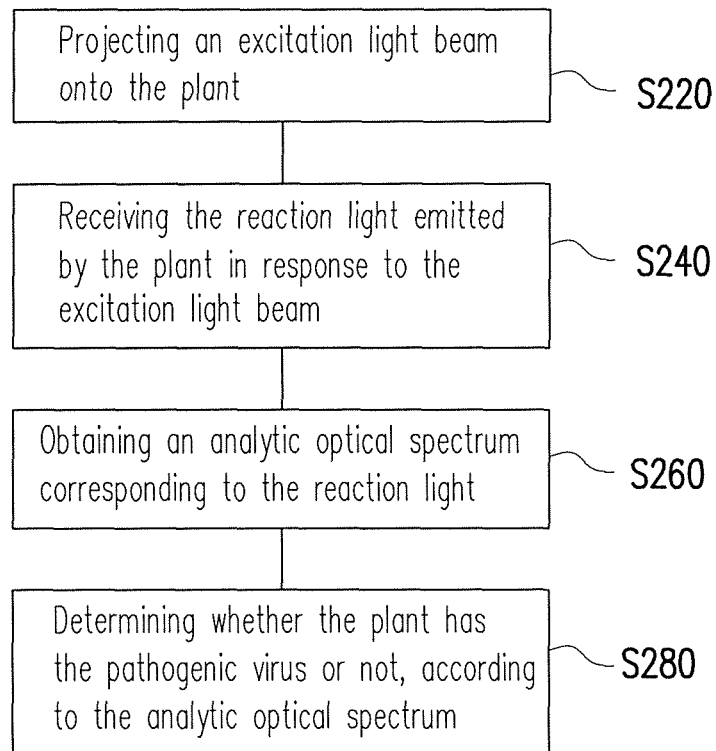 Projecting an excitation light beam
onto the plant
S220
Receiving the reaction light emitted
by the plant in response to the
excitation light beam
S240
Obtaining an analytic optical spectrum
corresponding to the reaction light
S260
Determining whether the plant has
the pathogenic virus or not, according
to the analytic optical spectrum
S280